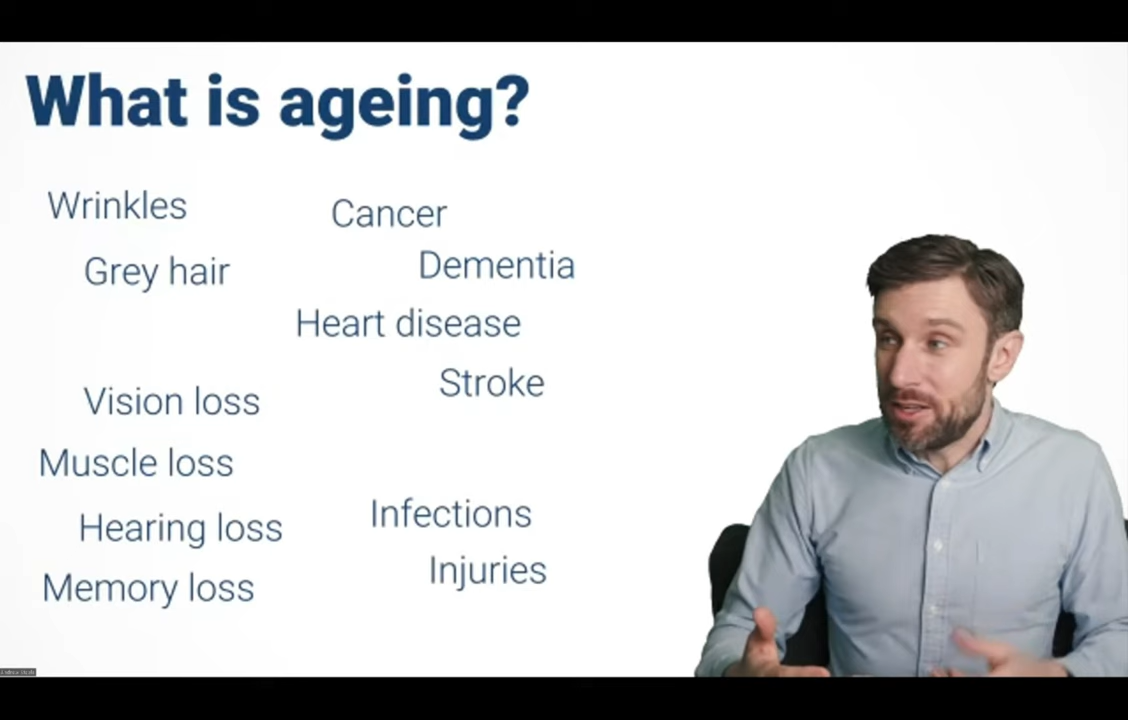 What is ageing?
Wrinkles
Grey hair
Vision loss
Muscle loss
Hearing loss
Memory loss
Cancer
Dementia
Heart disease
Stroke
Infections
Injuries